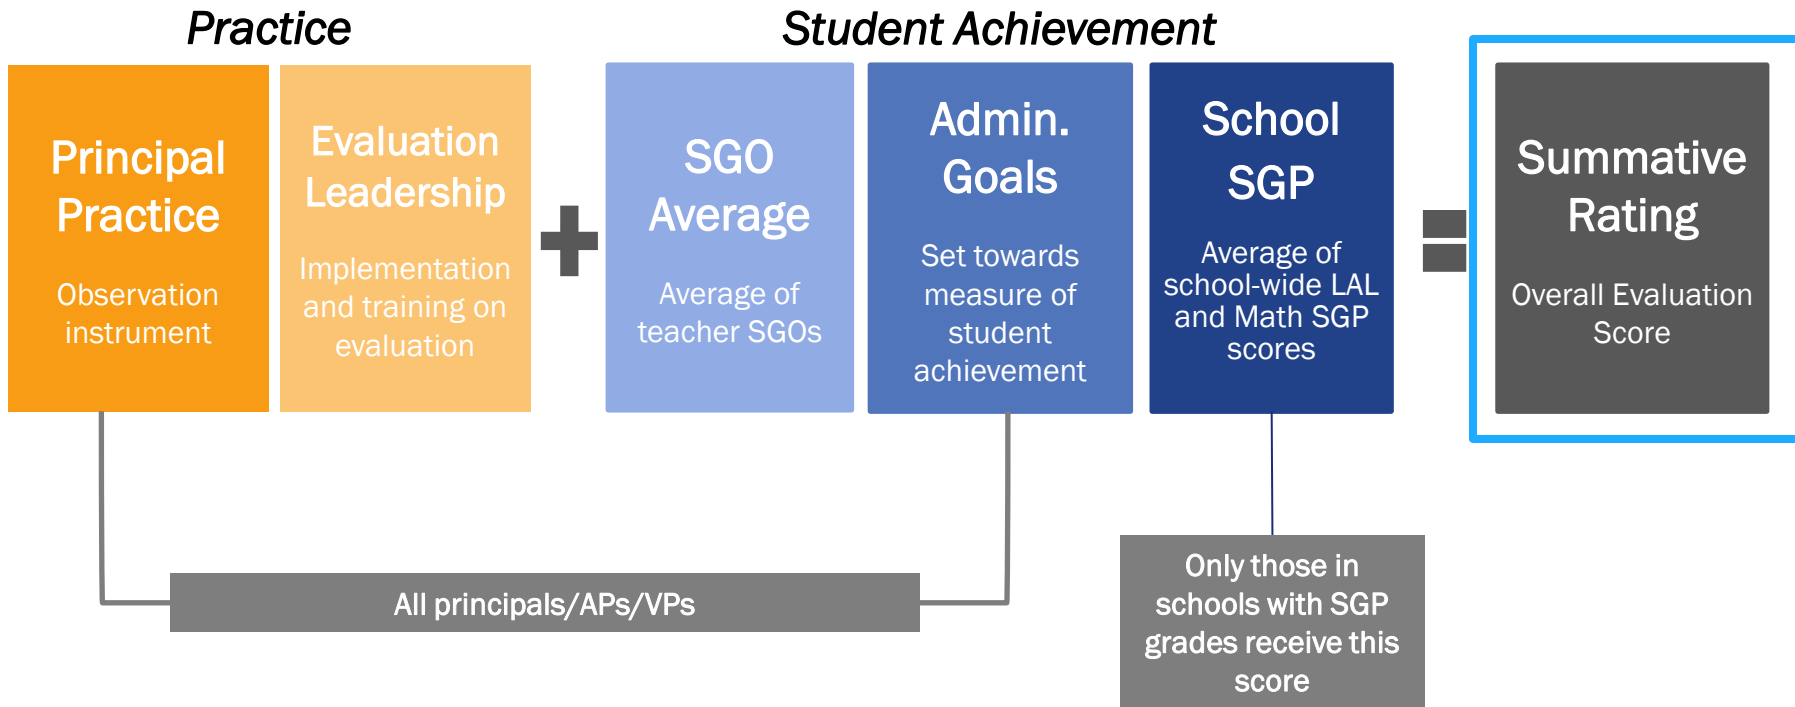 Practice
Student Achievement
Principal
Practice
Observation
instrument
Evaluation
Leadership
Implementation
and training on
evaluation
SGO
Average
Average of
teacher SGOs
Admin.
Goals
Set towards
measure of
student
achievement
School
SGP
Average of
school-wide LAL
and Math SGP
scores
Summative
Rating
Overall Evaluation
Score
All principals/APs/VPs
Only those in
schools with SGP
grades receive this
score